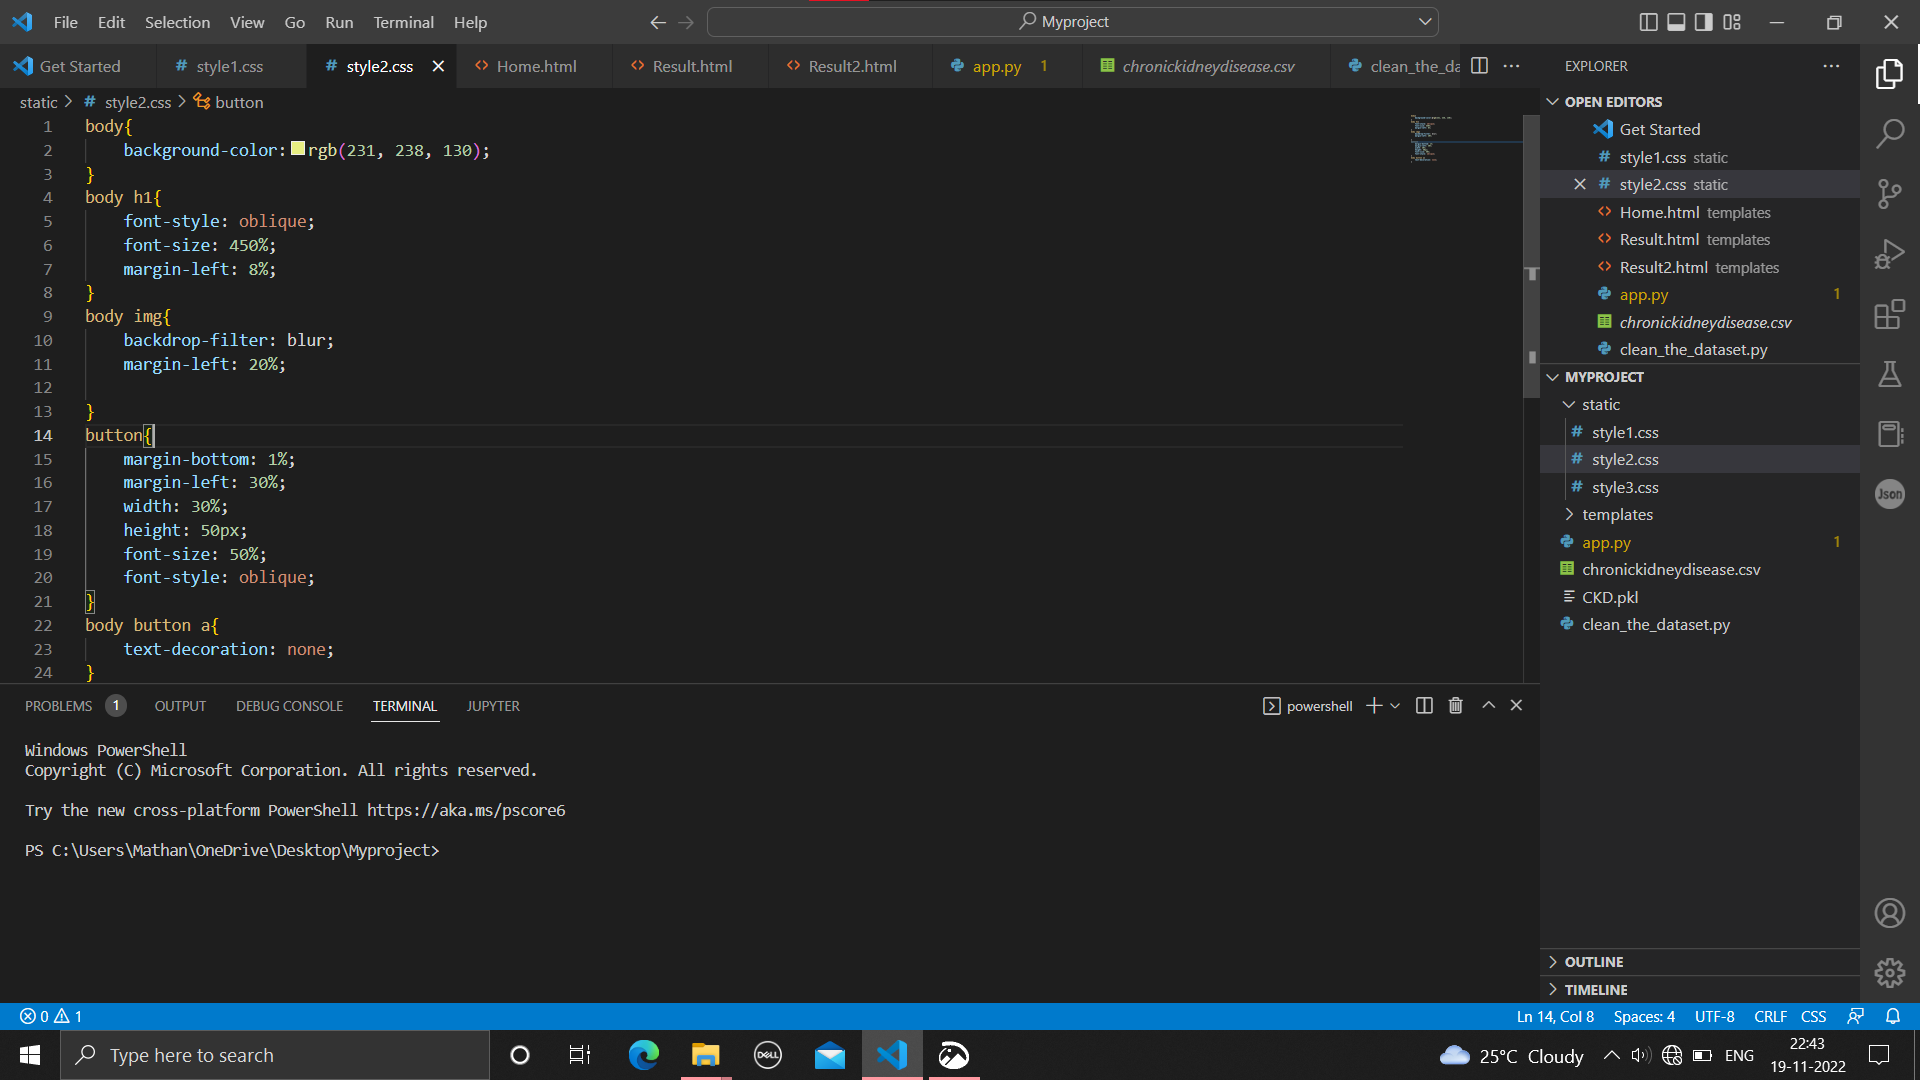 File Edit Selection View Go Run Terminal Help
Myproject
Get Started
# style1.css
# style2.css
<> Home.html
<> Result.html
<> Result2.html
app.py 1
chronickidneydisease.csv
clean_the_da
static > # style2.css > button
1 body{
2 background-color: rgb(231, 238, 130);
3 }
4 body h1{
5 font-style: oblique;
6 font-size: 450%;
7 margin-left: 8%;
8 }
9 body img{
10 backdrop-filter: blur;
11 margin-left: 20%;
12
13 }
14 button{
15 margin-bottom: 1%;
16 margin-left: 30%;
17 width: 30%;
18 height: 50px;
19 font-size: 50%;
20 font-style: oblique;
21 }
22 body button a{
23 text-decoration: none;
24 }
PROBLEMS 1 OUTPUT DEBUG CONSOLE TERMINAL JUPYTER
powershell
Windows PowerShell
Copyright (C) Microsoft Corporation. All rights reserved.
Try the new cross-platform PowerShell https://aka.ms/pscore6
PS C:\Users\Mathan\OneDrive\Desktop\Myproject>
EXPLORER
OPEN EDITORS
Get Started
# style1.css static
# style2.css static
<> Home.html templates
<> Result.html templates
<> Result2.html templates
app.py 1
chronickidneydisease.csv
clean_the_dataset.py
MYPROJECT
static
# style1.css
# style2.css
# style3.css
templates
app.py 1
chronickidneydisease.csv
CKD.pkl
clean_the_dataset.py
OUTLINE
TIMELINE
Json
0 1
Ln 14, Col 8 Spaces: 4 UTF-8 CRLF CSS
Type here to search
DELL
25°C Cloudy
ENG
22:43
19-11-2022